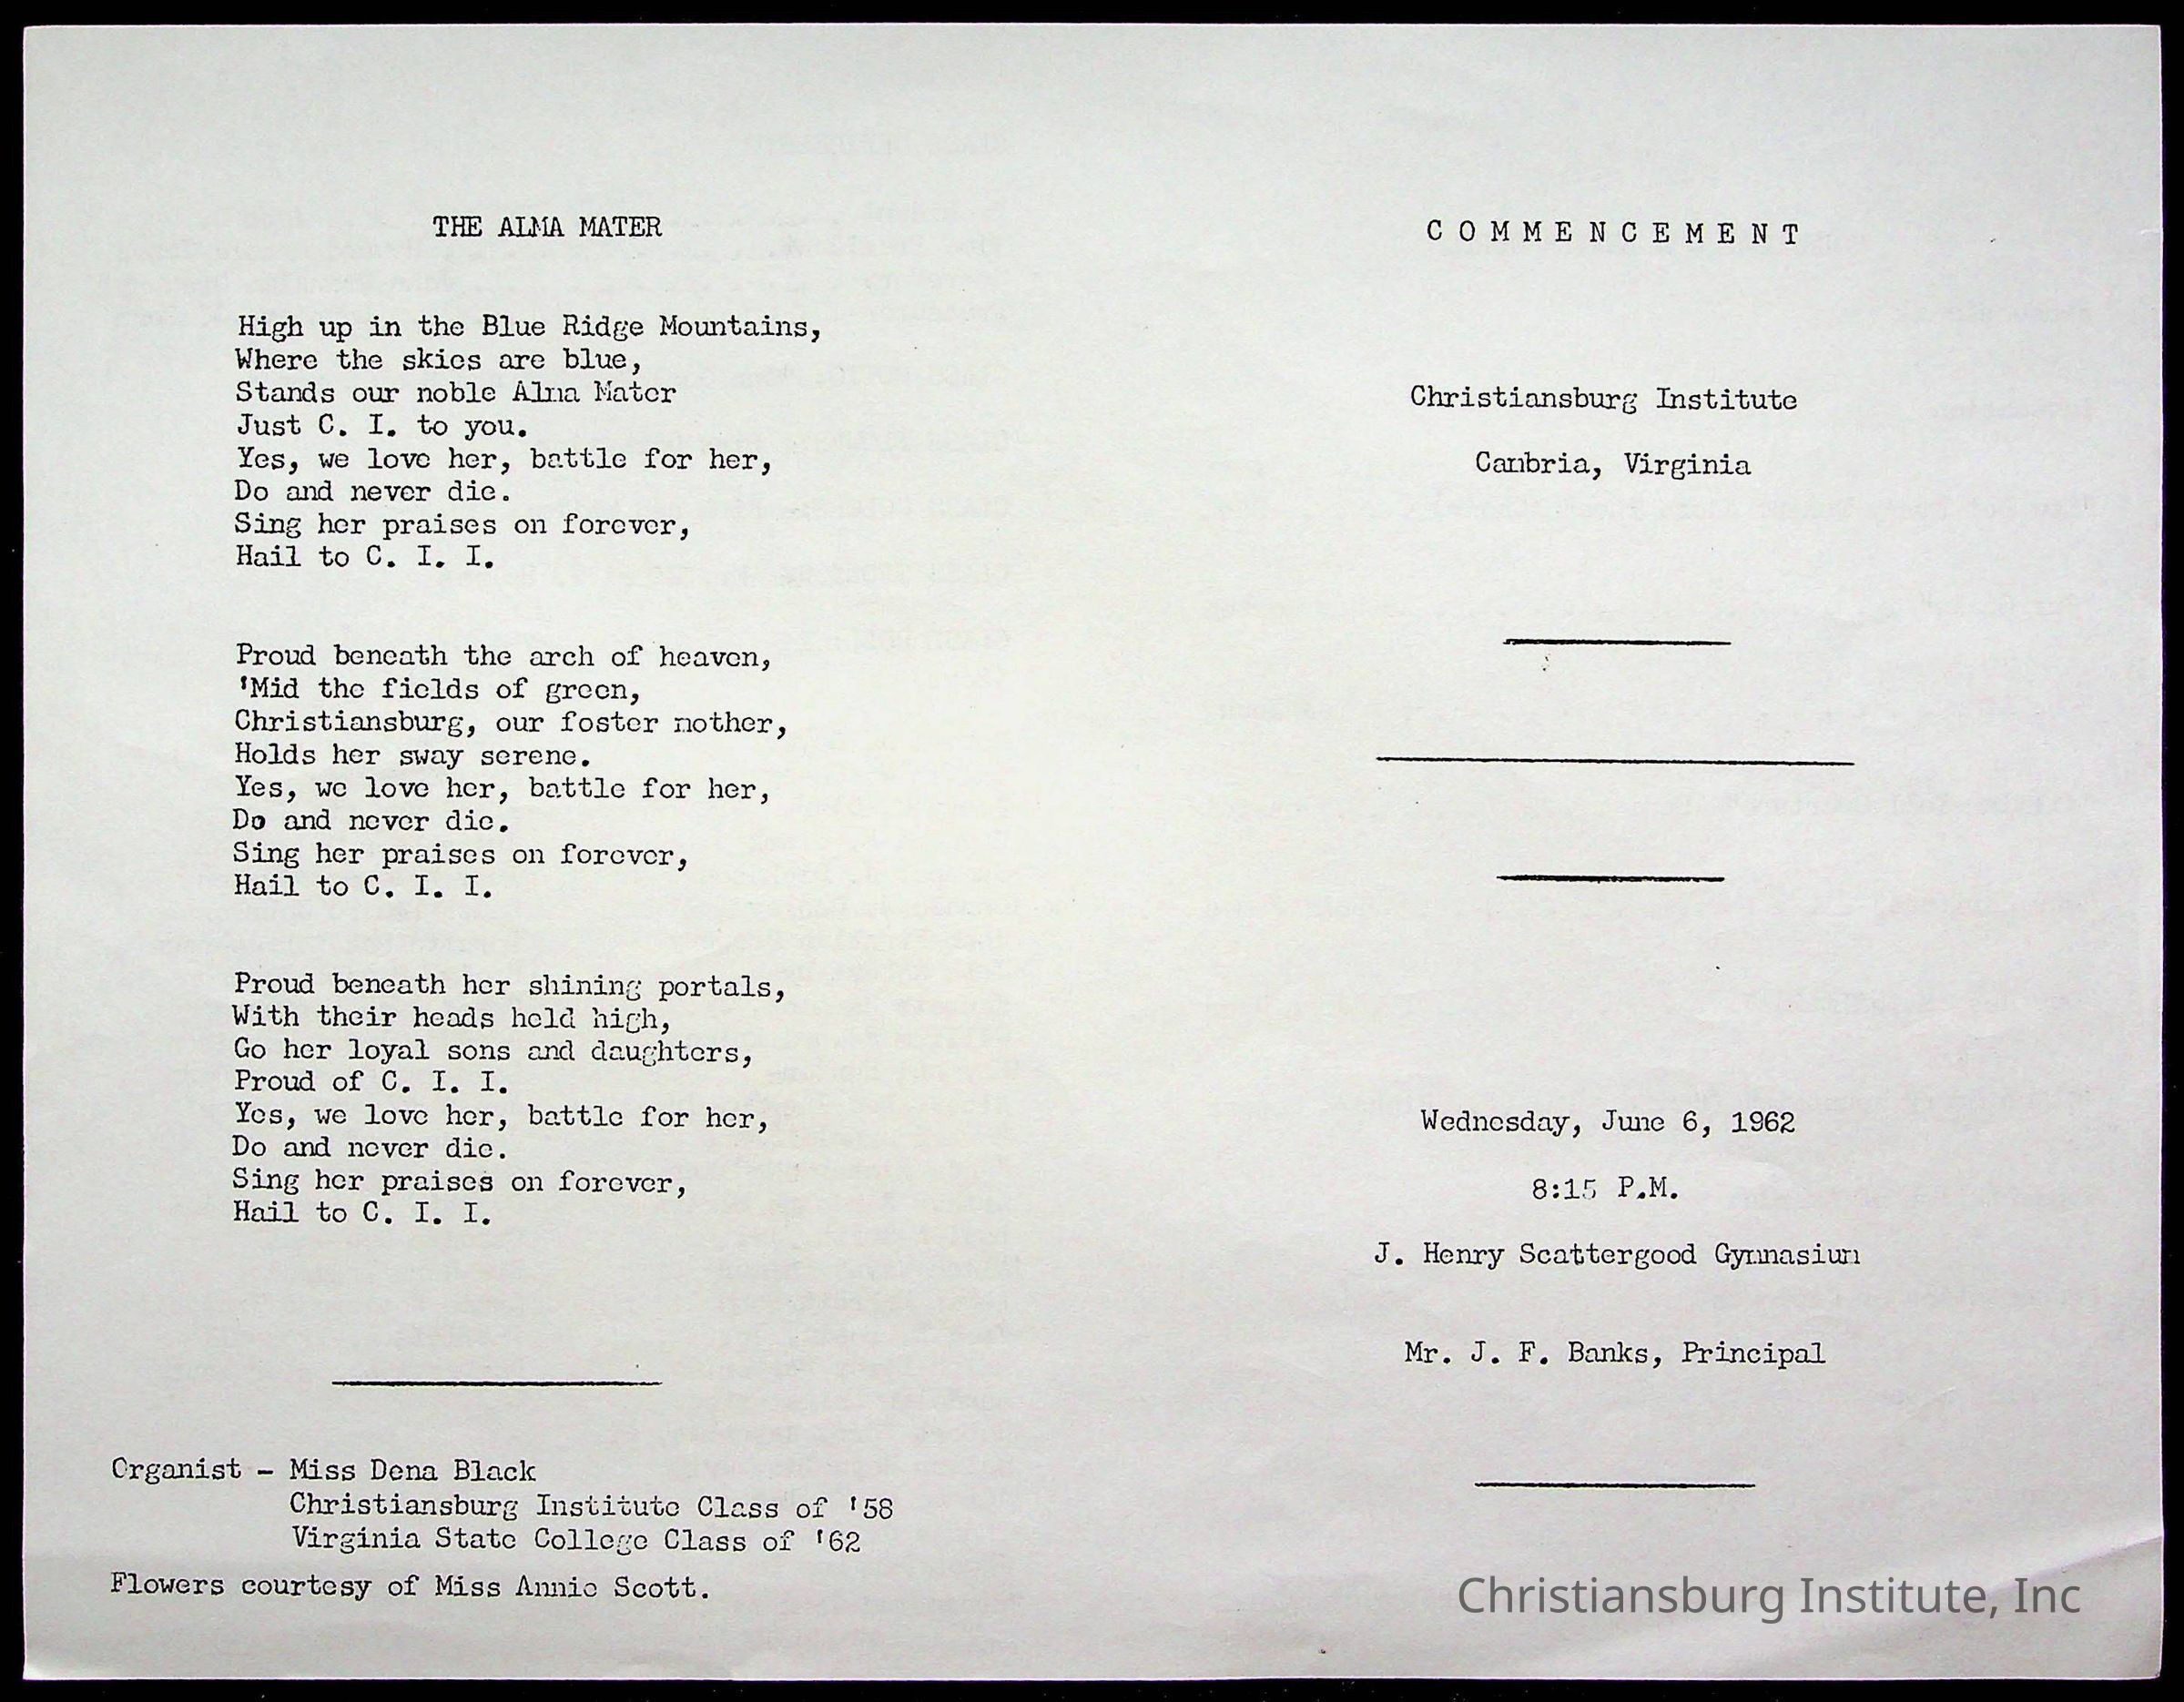 THE ALMA MATER
High up in the Blue Ridge Mountains,
Where the skies are blue,
Stands our noble Alma Mater
Just C. I. to you.
Yes, we love her, battle for her,
Do and never die.
Sing her praises on forever,
Hail to C. I. I.
Proud beneath the arch of heaven,
'Mid the fields of green,
Christiansburg, our foster mother,
Holds her sway serene.
Yes, we love her, battle for her,
Do and never die.
Sing her praises on forever,
Hail to C. I. I.
Proud beneath her shining portals,
With their heads held high,
Go her loyal sons and daughters,
Proud of C. I. I.
Yes, we love her, battle for her,
Do and never die.
Sing her praises on forever,
Hail to C. I. I.
Organist - Miss Dena Black
Christiansburg Institute Class of '58
Virginia State College Class of '62
Flowers courtesy of Miss Annie Scott.
COMMENCEMENT
Christiansburg Institute
Cambria, Virginia
Wednesday, June 6, 1962
8:15 P.M.
J. Henry Scattergood Gymnasium
Mr. J. F. Banks, Principal
Christiansburg Institute, Inc